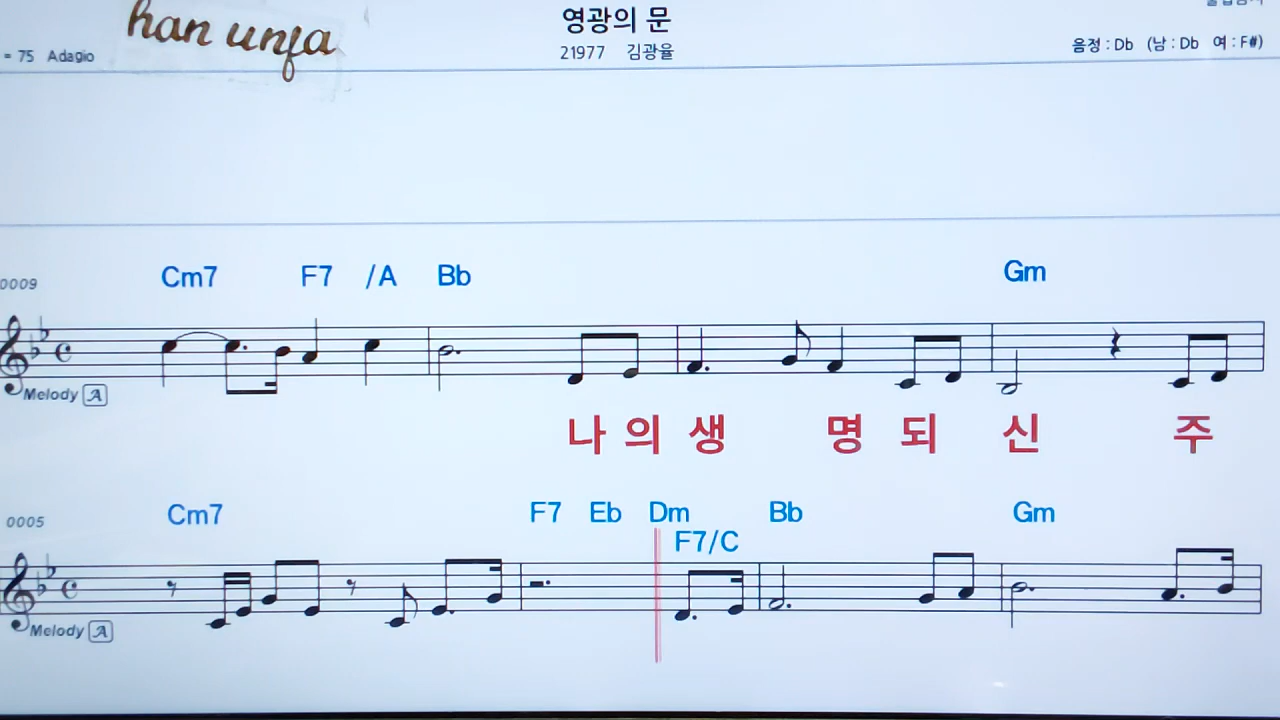 han unja
영광의 문
= 75 Adagio
21977 김광율
음정 : Db (남 : Db 여 : F#)
Cm7 F7 /A Bb Gm
0009
Melody A
나 의 생 명 되 신 주
Cm7 F7 Eb Dm Bb Gm
0005
F7/C
Melody A